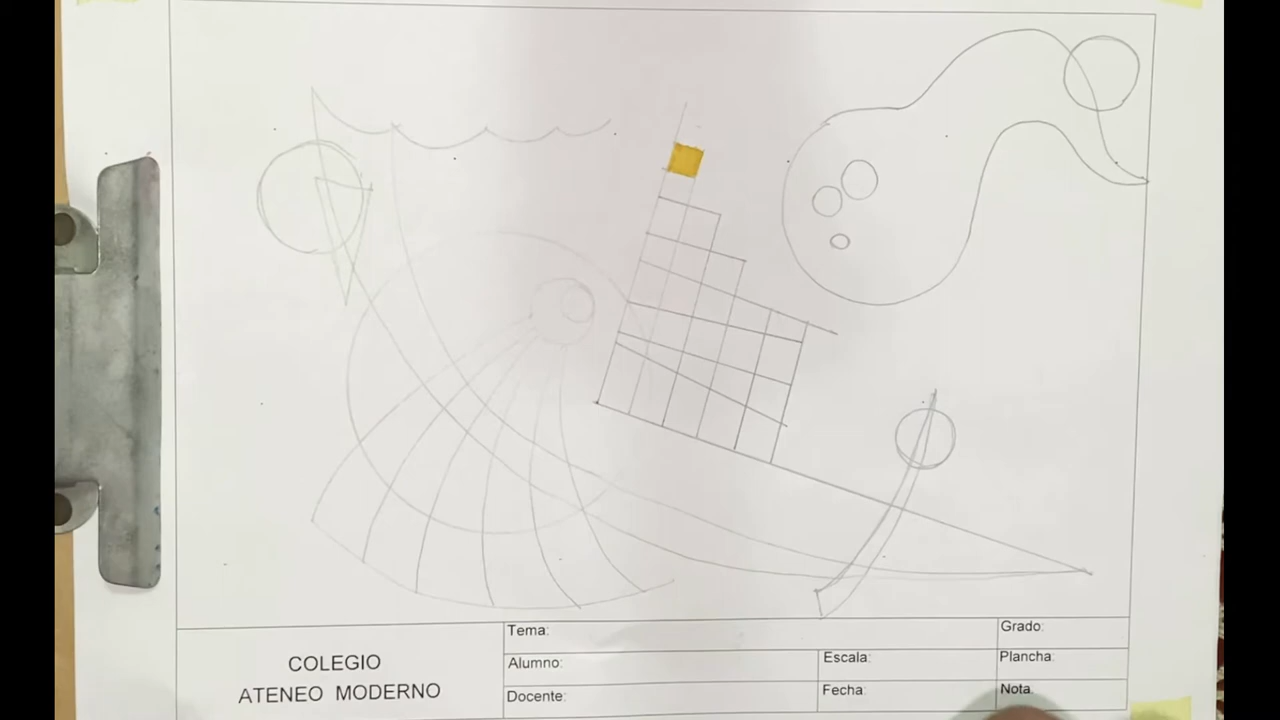 COLEGIO
ATENEO MODERNO
Tema:
Grado:
Alumno:
Escala:
Plancha:
Docente:
Fecha:
Nota